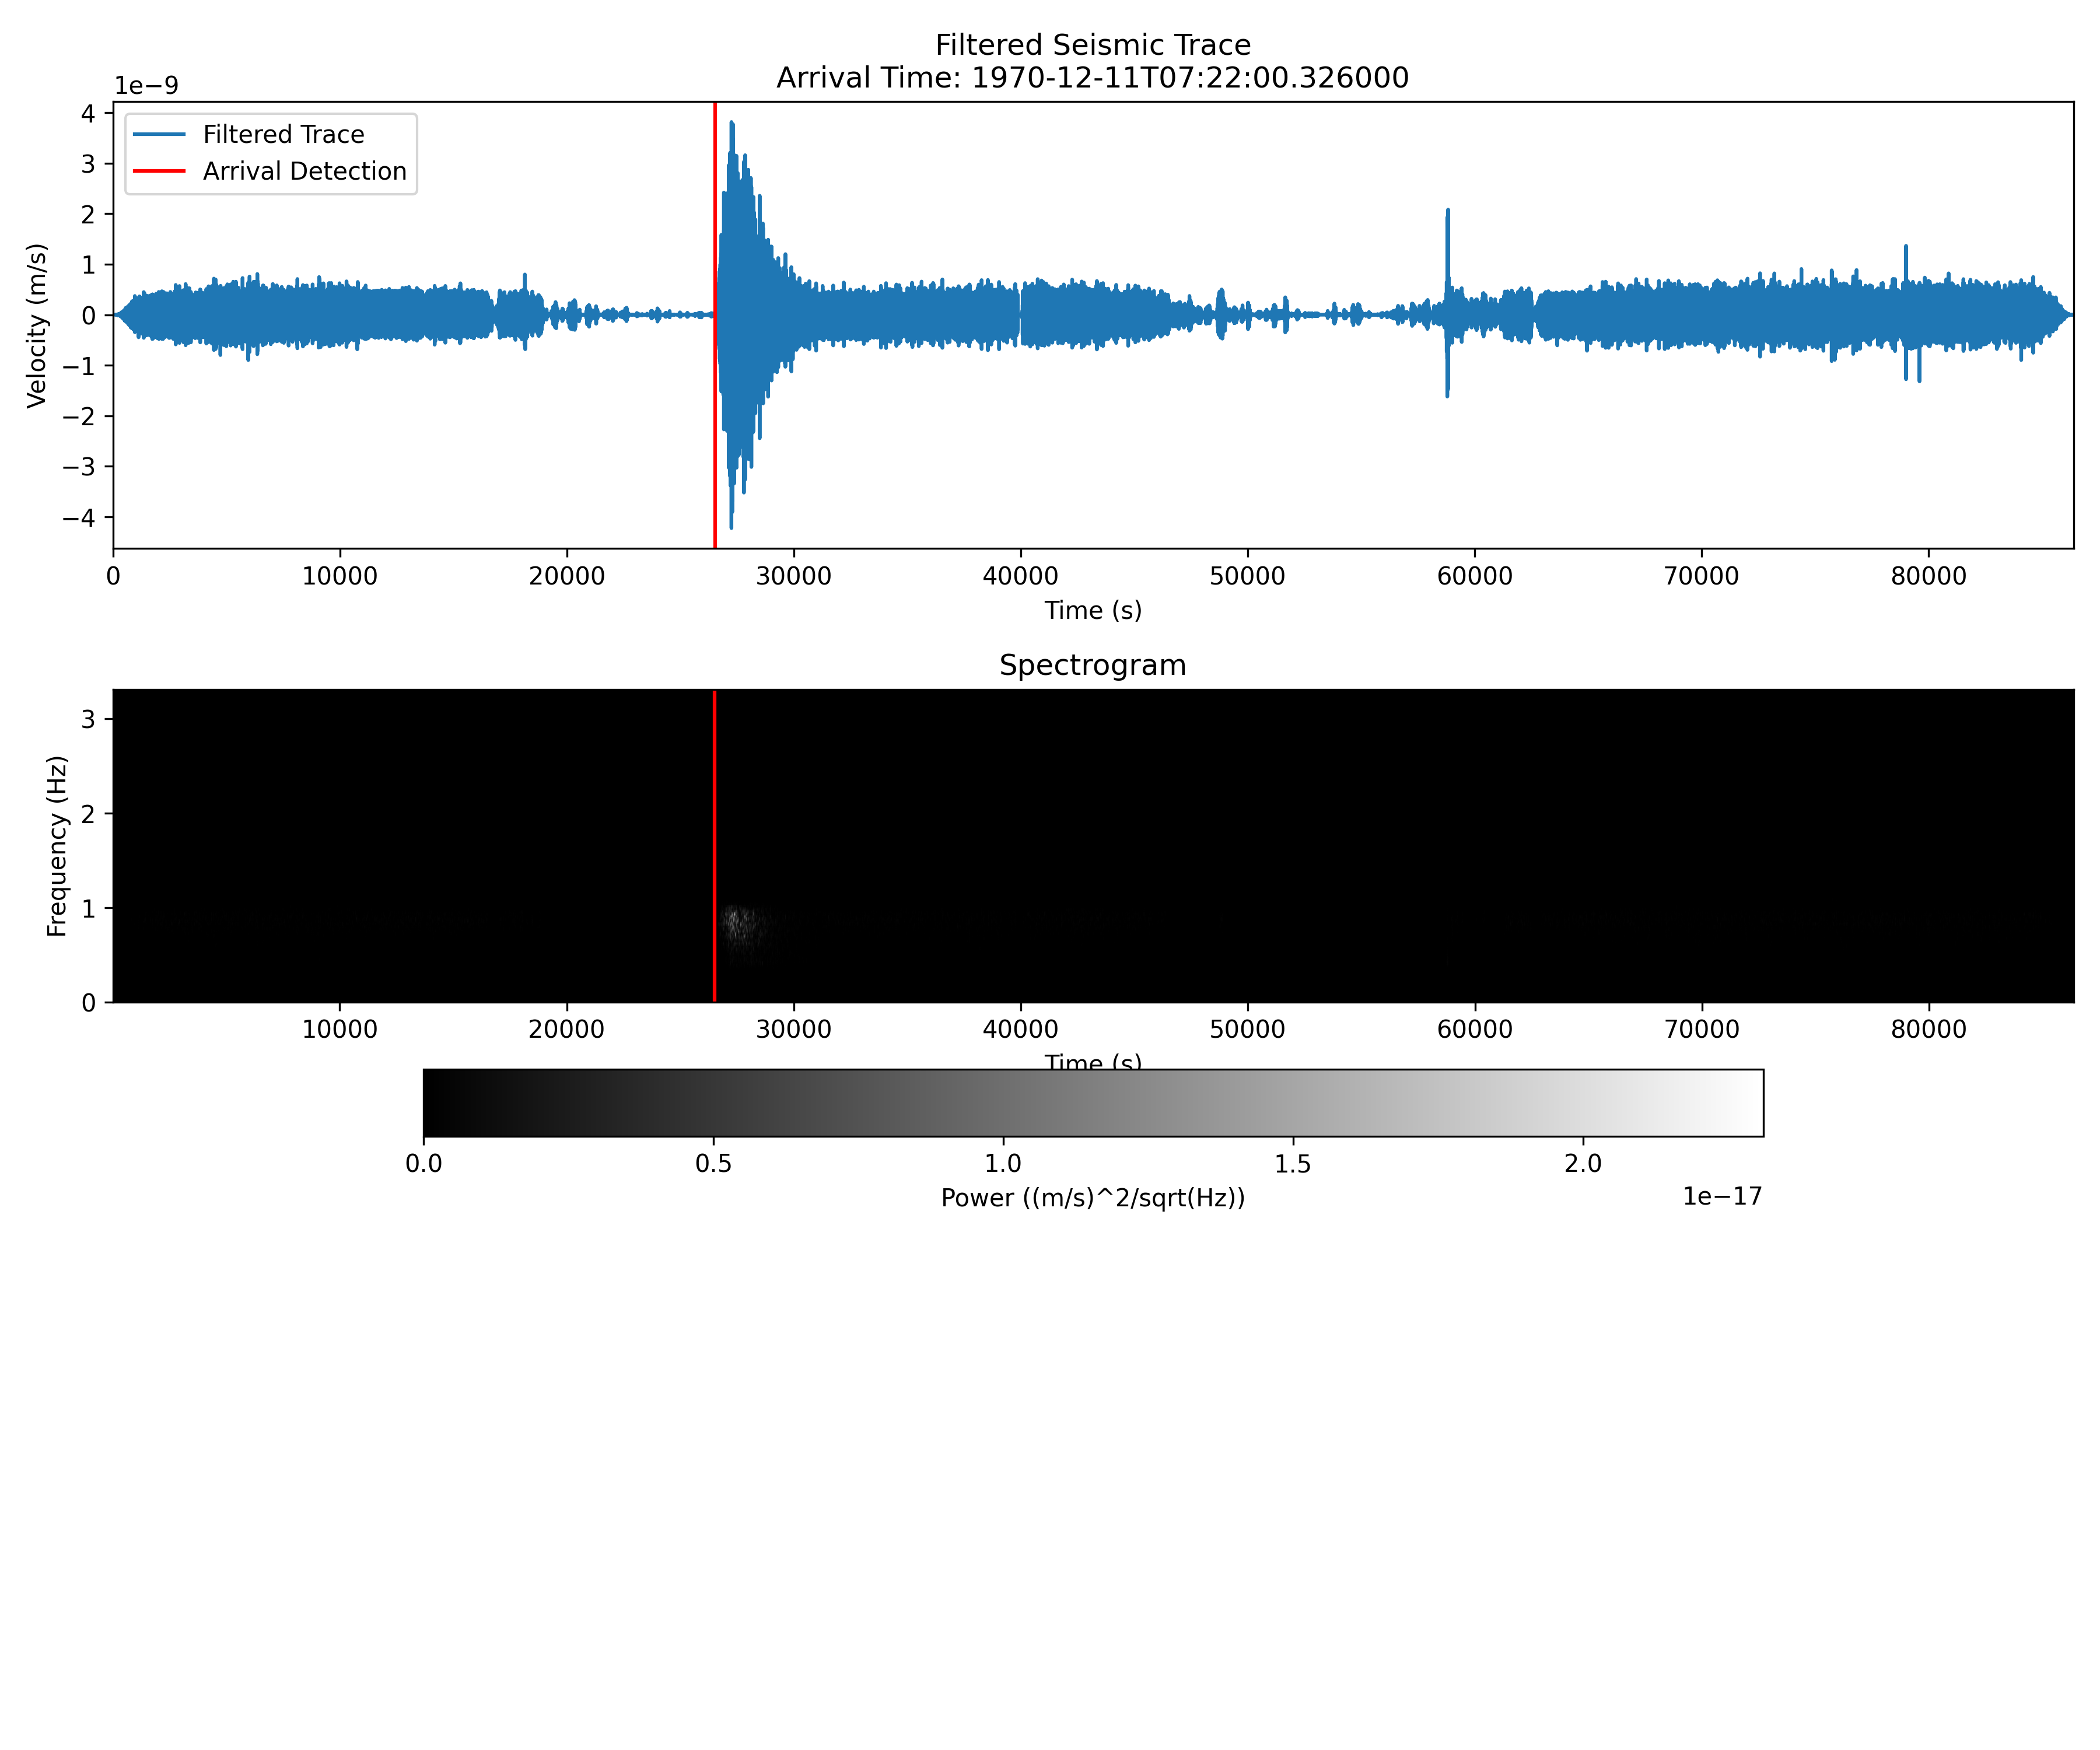 Filtered Seismic Trace
Arrival Time: 1970-12-11T07:22:00.326000
1e−9
Filtered Trace
Arrival Detection
4
3
2
1
0
−1
−2
−3
−4
Velocity (m/s)
0 10000 20000 30000 40000 50000 60000 70000 80000
Time (s)
Spectrogram
3
2
1
0
Frequency (Hz)
10000 20000 30000 40000 50000 60000 70000 80000
Time (s)
0.0 0.5 1.0 1.5 2.0
Power ((m/s)^2/sqrt(Hz))
1e−17